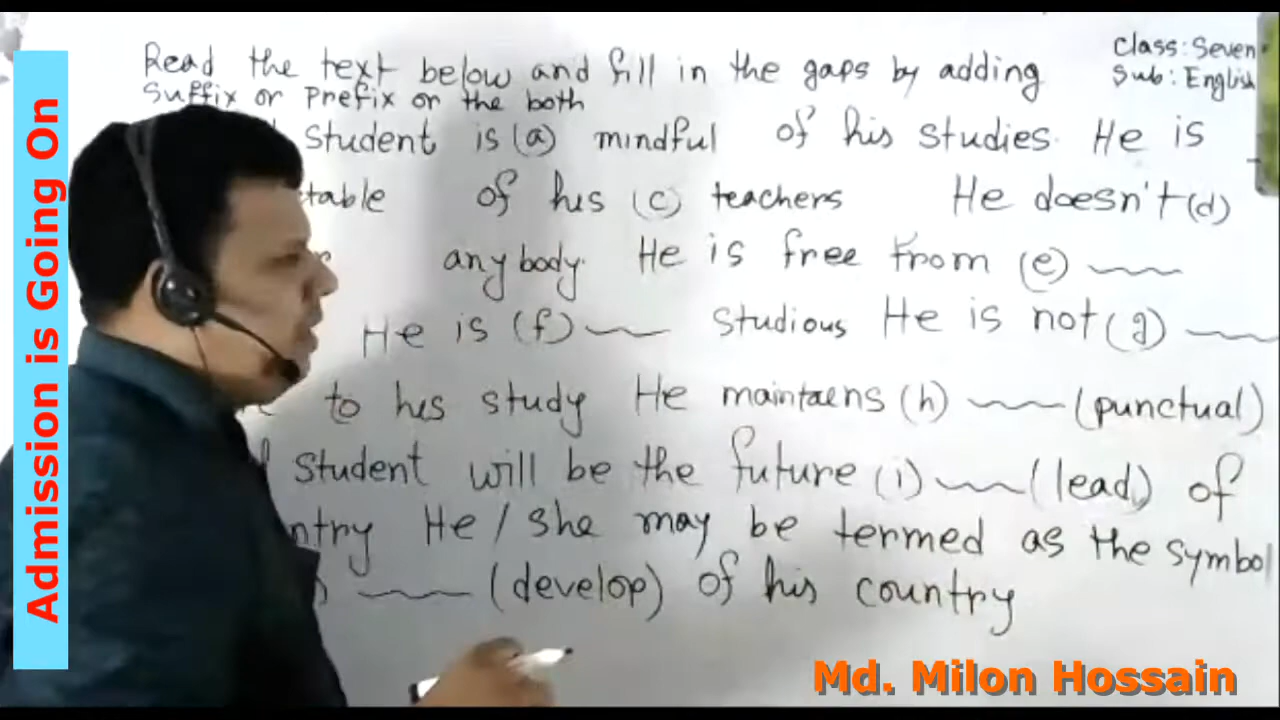 Admission is Going On
Class: Seven
Sub: English
Read the text below and fill in the gaps by adding
Suffix or Prefix or the both
student is (a) mindful of his studies. He is
table of his (c) teachers He doesn't (d)
anybody. He is free from (e)
He is (f) studious He is not (g)
to his study He maintaens (h) (punctual)
student will be the future (i) (lead) of
ntry He / She may be termed as the symbol
(develop) of his country
Md. Milon Hossain